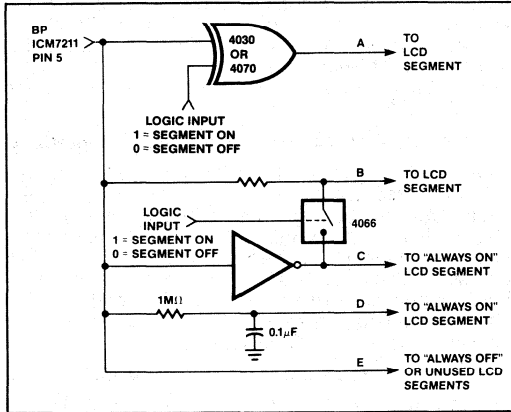 BP
ICM7211
PIN 5
4030
OR
4070
A
TO
LCD
SEGMENT
LOGIC INPUT
1 = SEGMENT ON
0 = SEGMENT OFF
B
TO LCD
SEGMENT
LOGIC
INPUT
1 = SEGMENT ON
0 = SEGMENT OFF
4066
C
TO "ALWAYS ON"
LCD SEGMENT
1MΩ
D
TO "ALWAYS ON"
LCD SEGMENT
0.1μF
E
TO "ALWAYS OFF"
OR UNUSED LCD
SEGMENTS